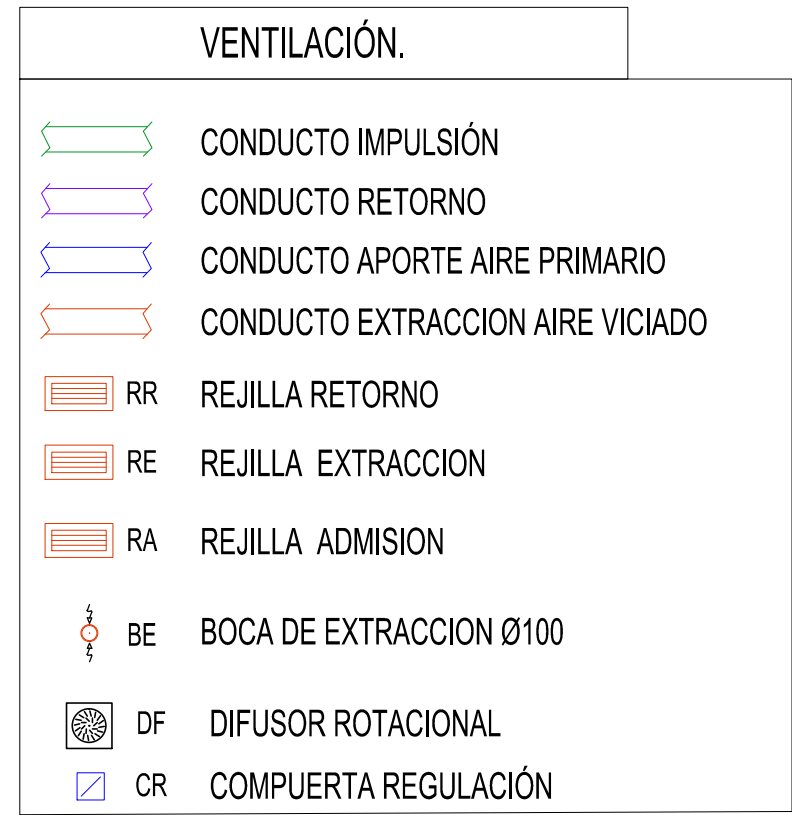 VENTILACIÓN.
CONDUCTO IMPULSIÓN
CONDUCTO RETORNO
CONDUCTO APORTE AIRE PRIMARIO
CONDUCTO EXTRACCION AIRE VICIADO
RR REJILLA RETORNO
RE REJILLA EXTRACCION
RA REJILLA ADMISION
BE BOCA DE EXTRACCION Ø100
DF DIFUSOR ROTACIONAL
CR COMPUERTA REGULACIÓN